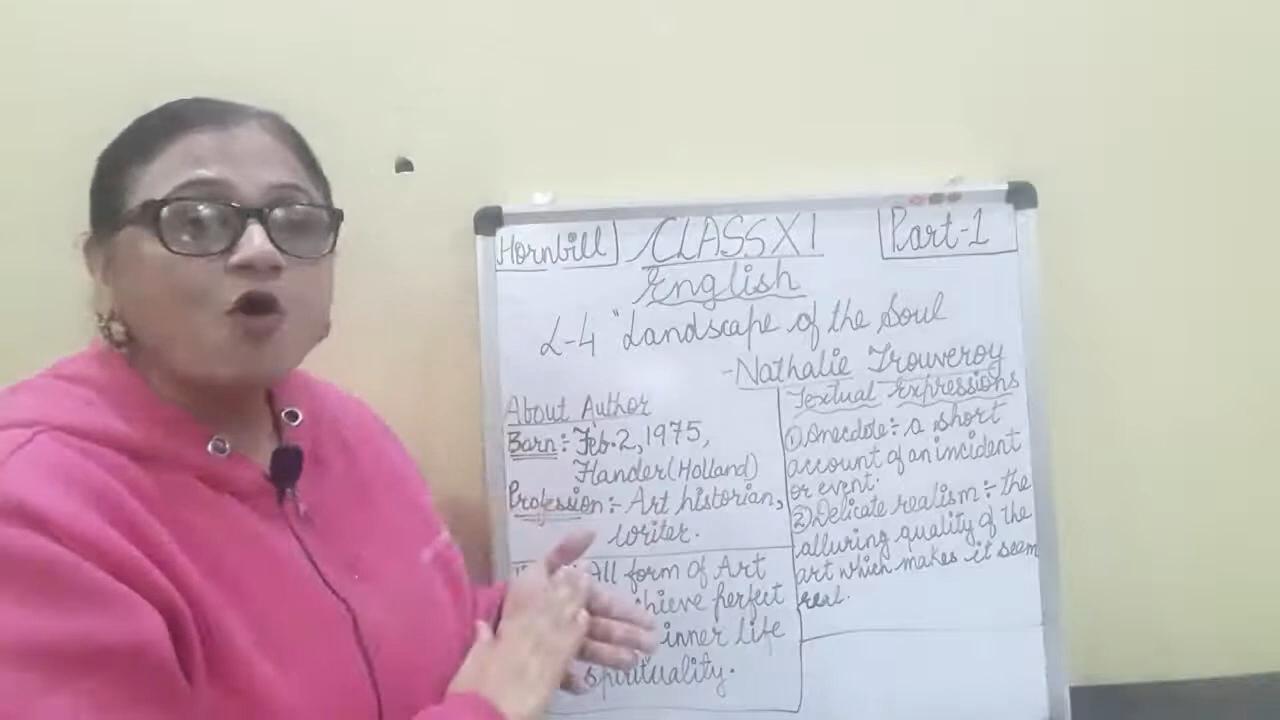 Hornbill CLASS XI Part-1
English
L-4 "Landscape of the Soul
-Nathalie Trouveroy
About Author
Born:- Feb. 2, 1975,
Flander (Holland)
Profession:- Art historian,
writer.
All form of Art
hieve perfect
inner life
spirituality.
Textual Expressions
① Anecdote:- a short
account of an incident
or event.
② Delicate realism:- the
alluring quality of the
art which makes it seem
real.